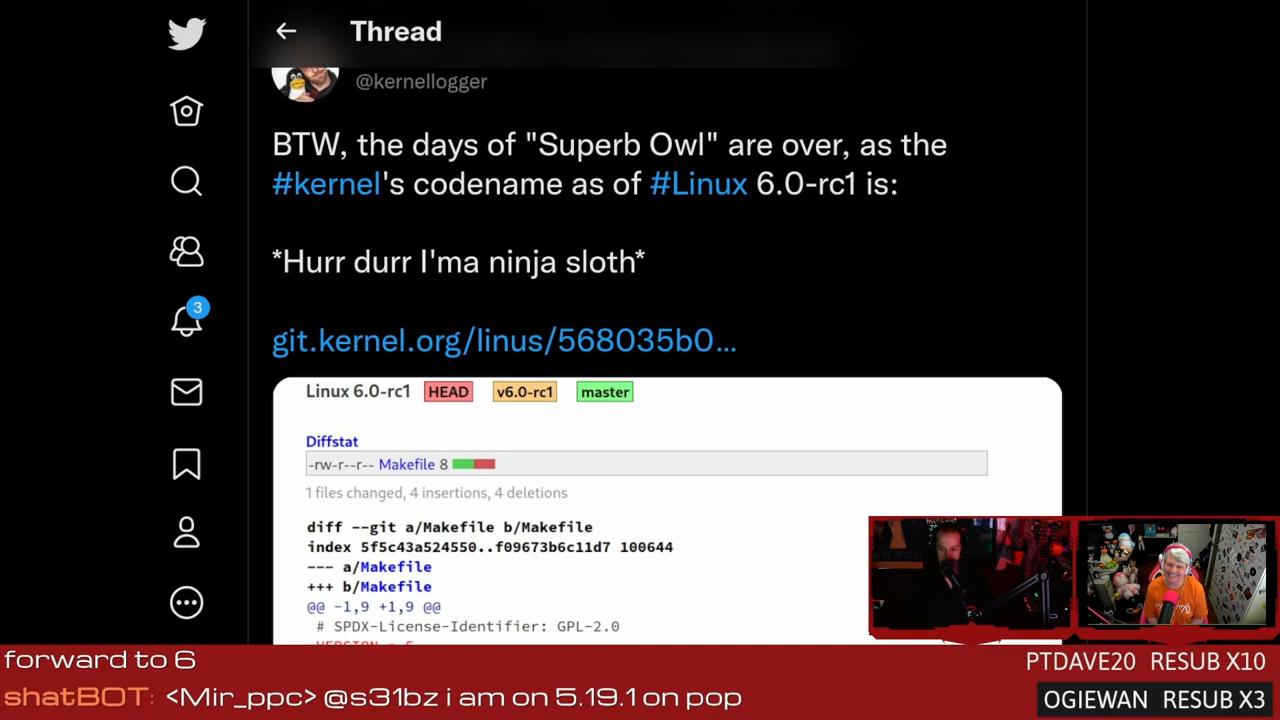 Thread
@kernellogger
BTW, the days of "Superb Owl" are over, as the
#kernel's codename as of #Linux 6.0-rc1 is:
*Hurr durr I'ma ninja sloth*
git.kernel.org/linus/568035b0…
3
Linux 6.0-rc1 HEAD v6.0-rc1 master
Diffstat
-rw-r--r-- Makefile 8
1 files changed, 4 insertions, 4 deletions
diff --git a/Makefile b/Makefile
index 5f5c43a524550..f09673b6c11d7 100644
--- a/Makefile
+++ b/Makefile
@@ -1,9 +1,9 @@
# SPDX-License-Identifier: GPL-2.0
forward to 6
shatBOT: <Mir_ppc> @s31bz i am on 5.19.1 on pop
PTDAVE20 RESUB X10
OGIEWAN RESUB X3